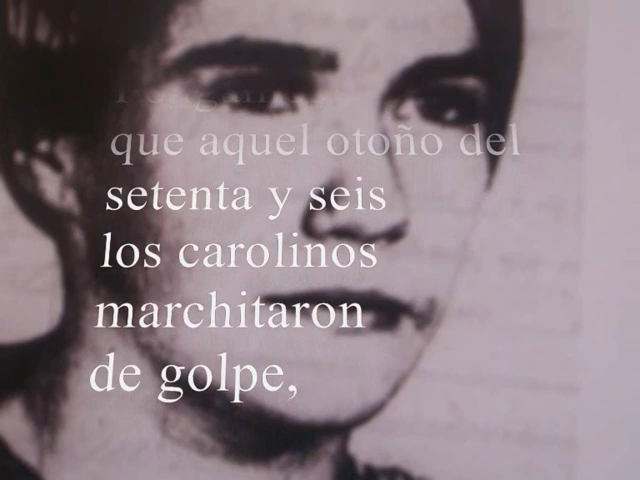 que aquel otoño del
setenta y seis
los carolinos
marchitaron
de golpe,